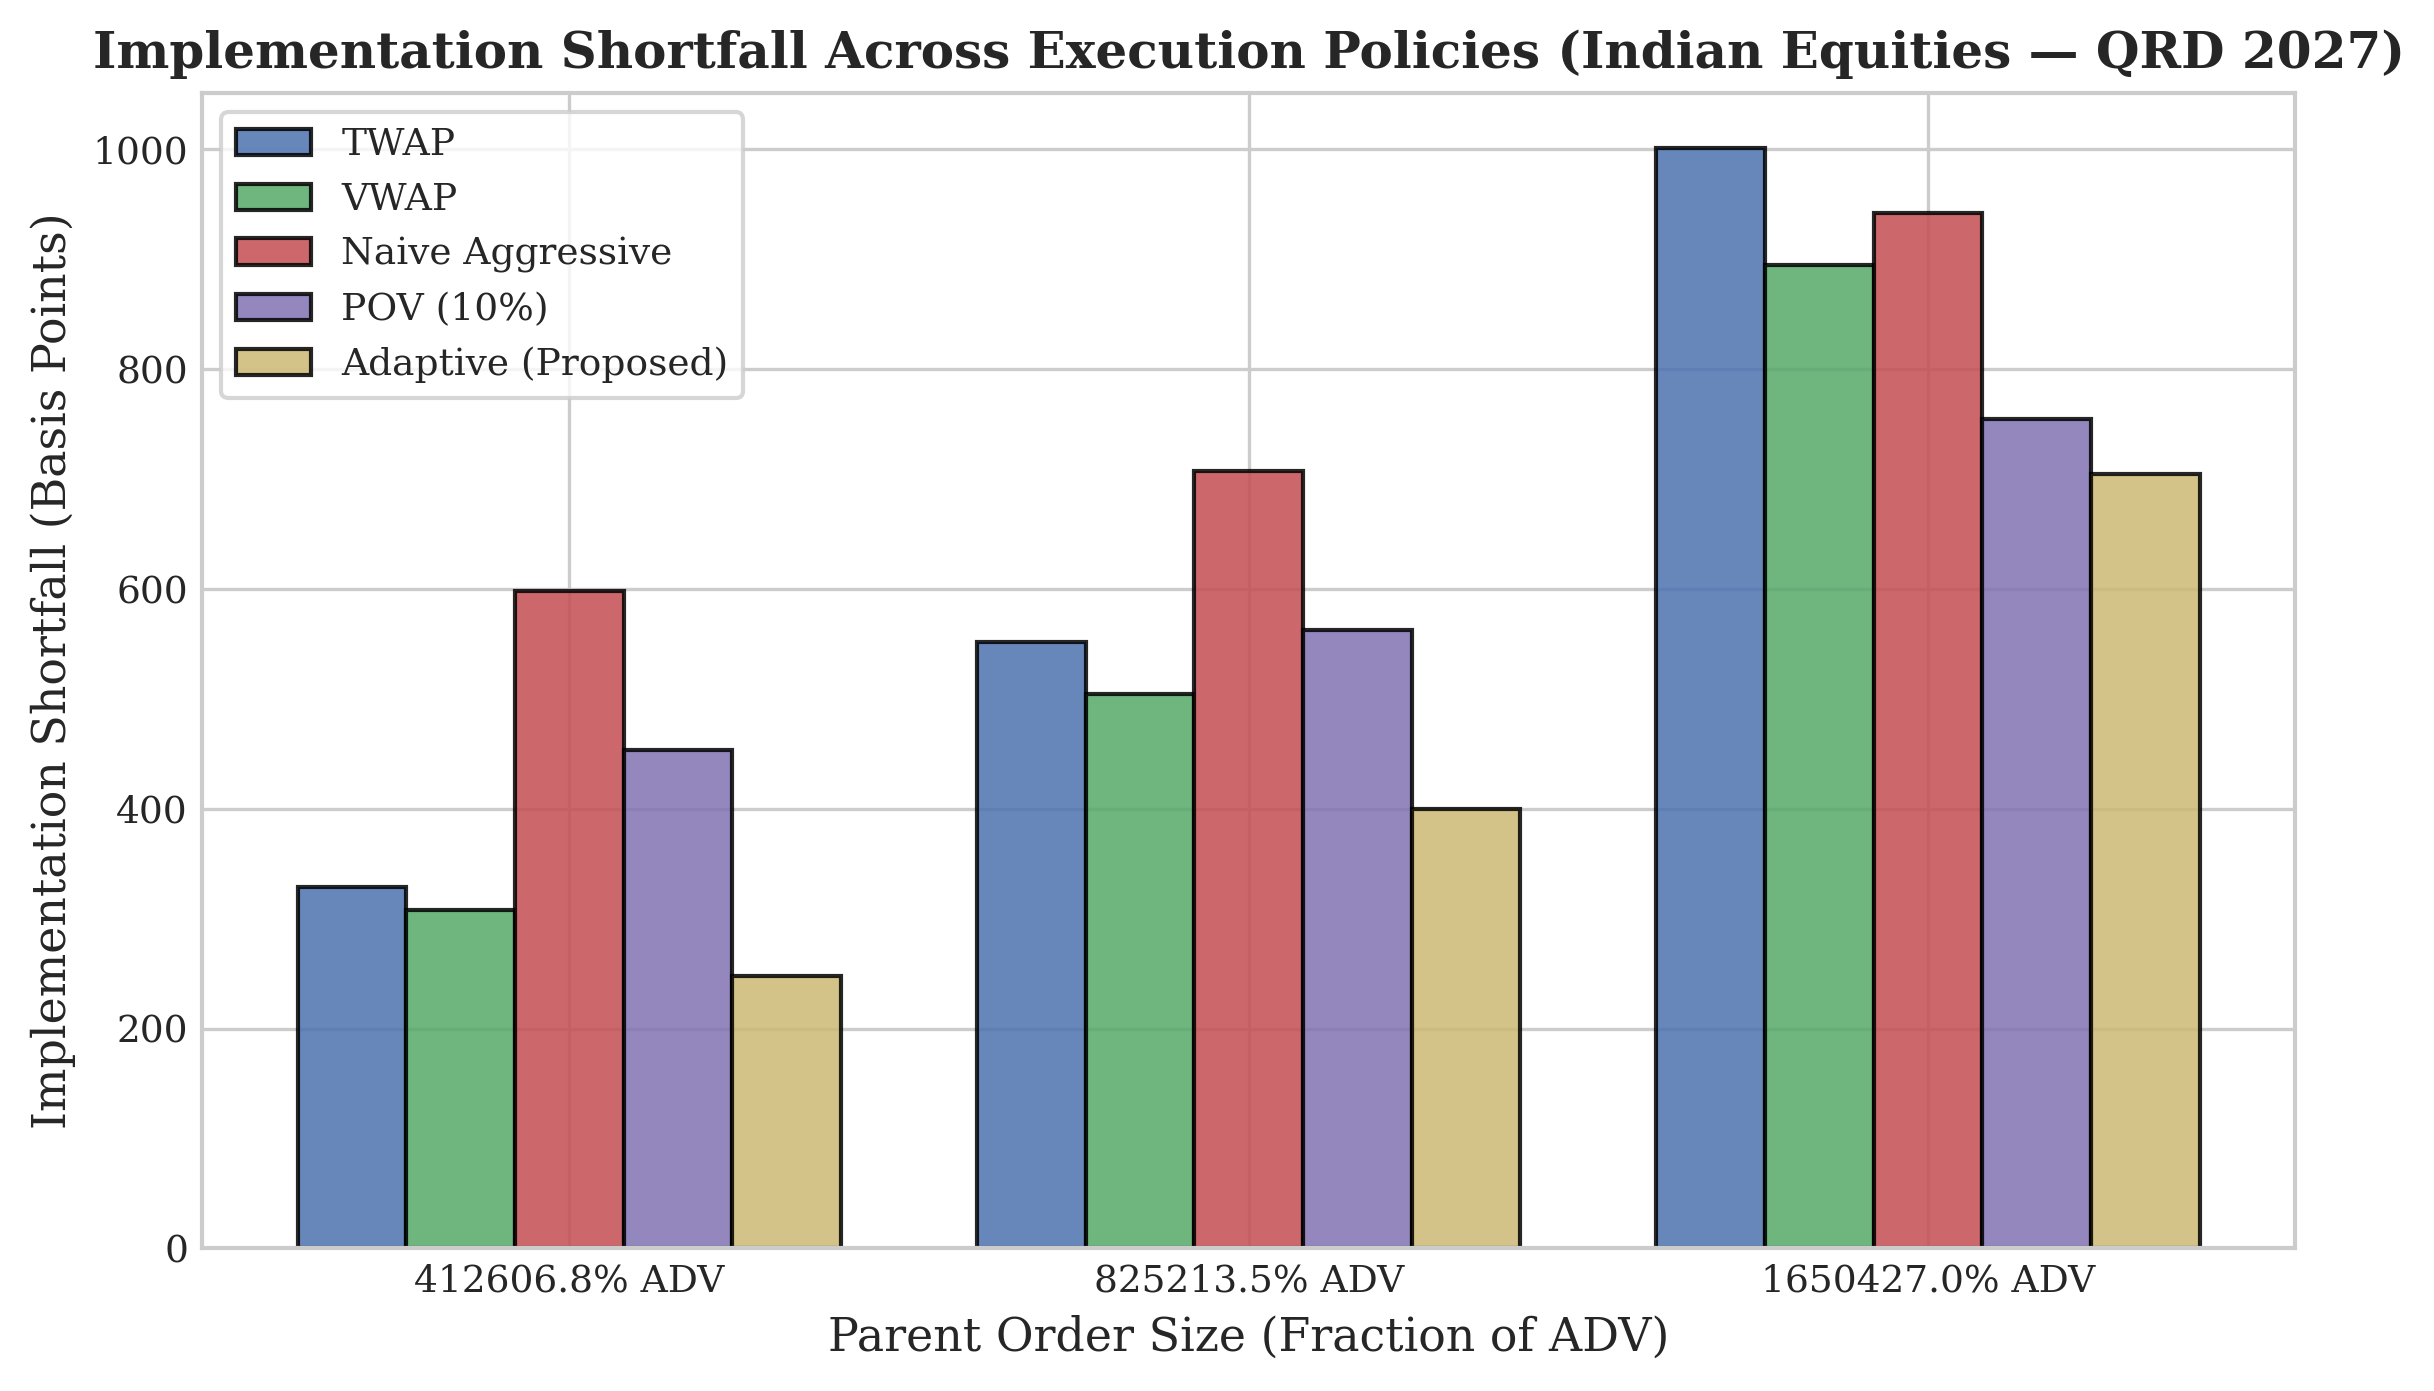 Implementation Shortfall Across Execution Policies (Indian Equities — QRD 2027)
TWAP
VWAP
Naive Aggressive
POV (10%)
Adaptive (Proposed)
Implementation Shortfall (Basis Points)
1000
800
600
400
200
0
412606.8% ADV
825213.5% ADV
1650427.0% ADV
Parent Order Size (Fraction of ADV)